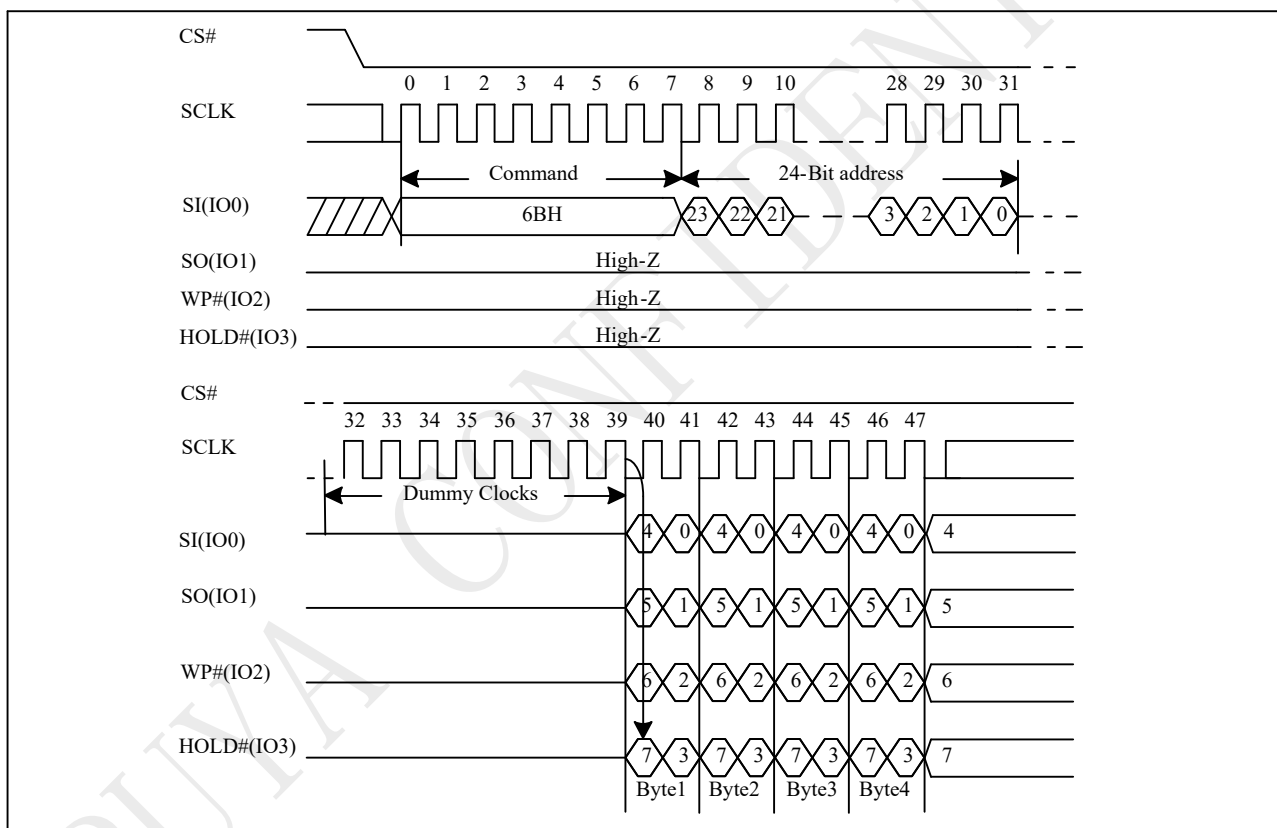 CS#
0 1 2 3 4 5 6 7 8 9 10 28 29 30 31
SCLK
Command 24-Bit address
SI(IO0) 6BH 23 22 21 3 2 1 0
SO(IO1) High-Z
WP#(IO2) High-Z
HOLD#(IO3) High-Z
CS#
32 33 34 35 36 37 38 39 40 41 42 43 44 45 46 47
SCLK
Dummy Clocks
SI(IO0) 4 0 4 0 4 0 4 0 4
SO(IO1) 5 1 5 1 5 1 5 1 5
WP#(IO2) 6 2 6 2 6 2 6 2 6
HOLD#(IO3) 7 3 7 3 7 3 7 3 7
Byte1 Byte2 Byte3 Byte4
PUYA CONFIDENT